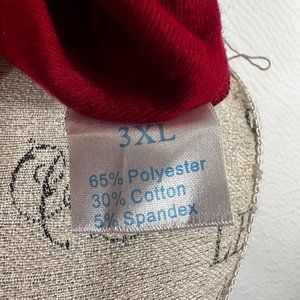 3XL
65% Polyester
30% Cotton
5% Spandex